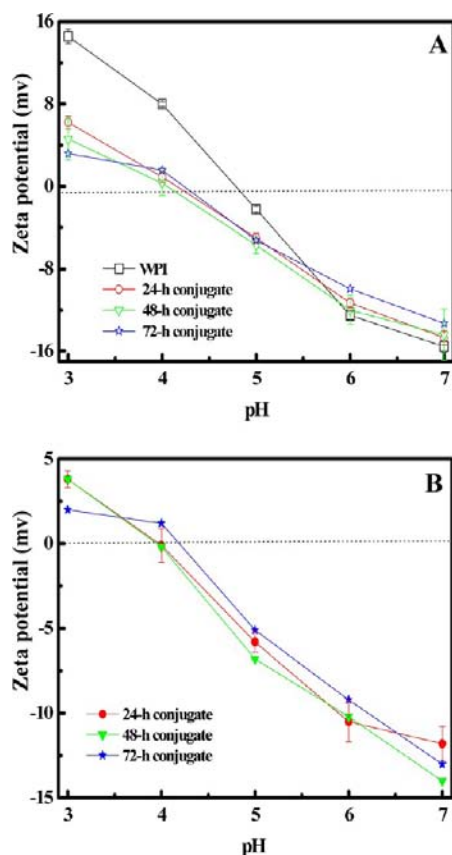 A
Zeta potential (mv)
16
8
0
-8
-16
WPI
24-h conjugate
48-h conjugate
72-h conjugate
3 4 5 6 7
pH
B
Zeta potential (mv)
5
0
-5
-10
-15
24-h conjugate
48-h conjugate
72-h conjugate
3 4 5 6 7
pH